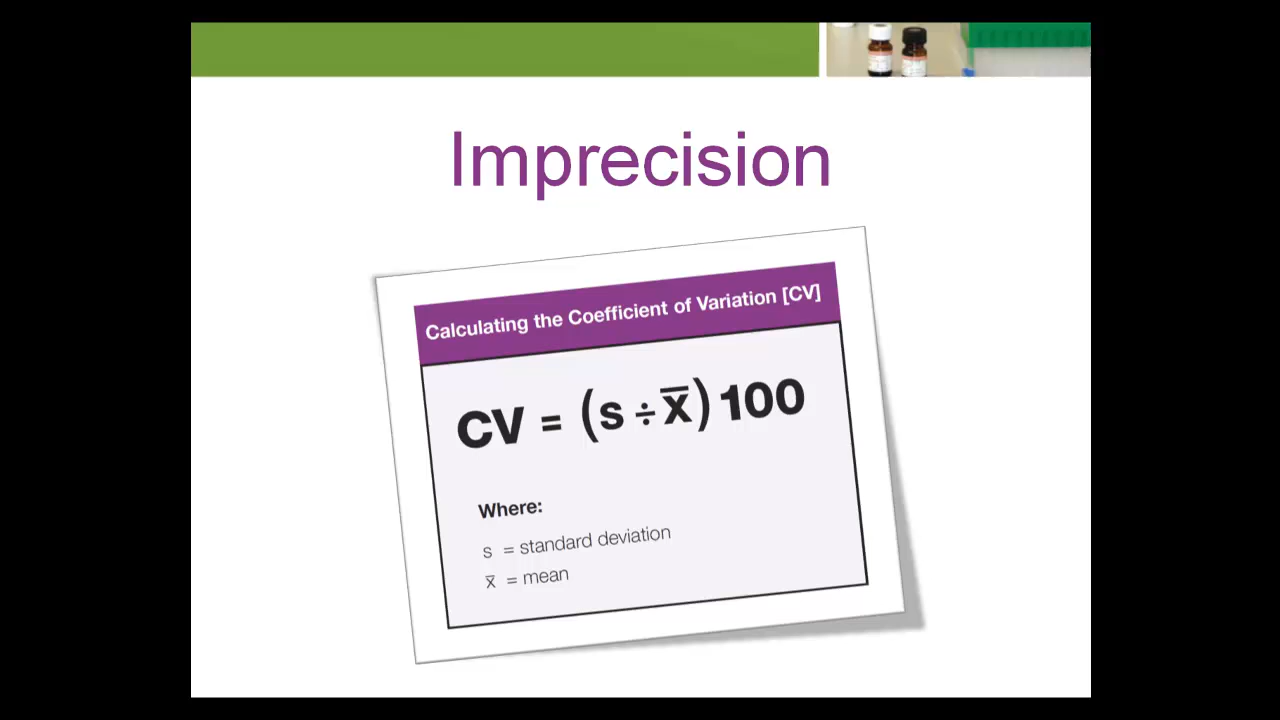 Imprecision
Calculating the Coefficient of Variation [CV]
CV = (s ÷ x̅) 100
Where:
s = standard deviation
x̅ = mean